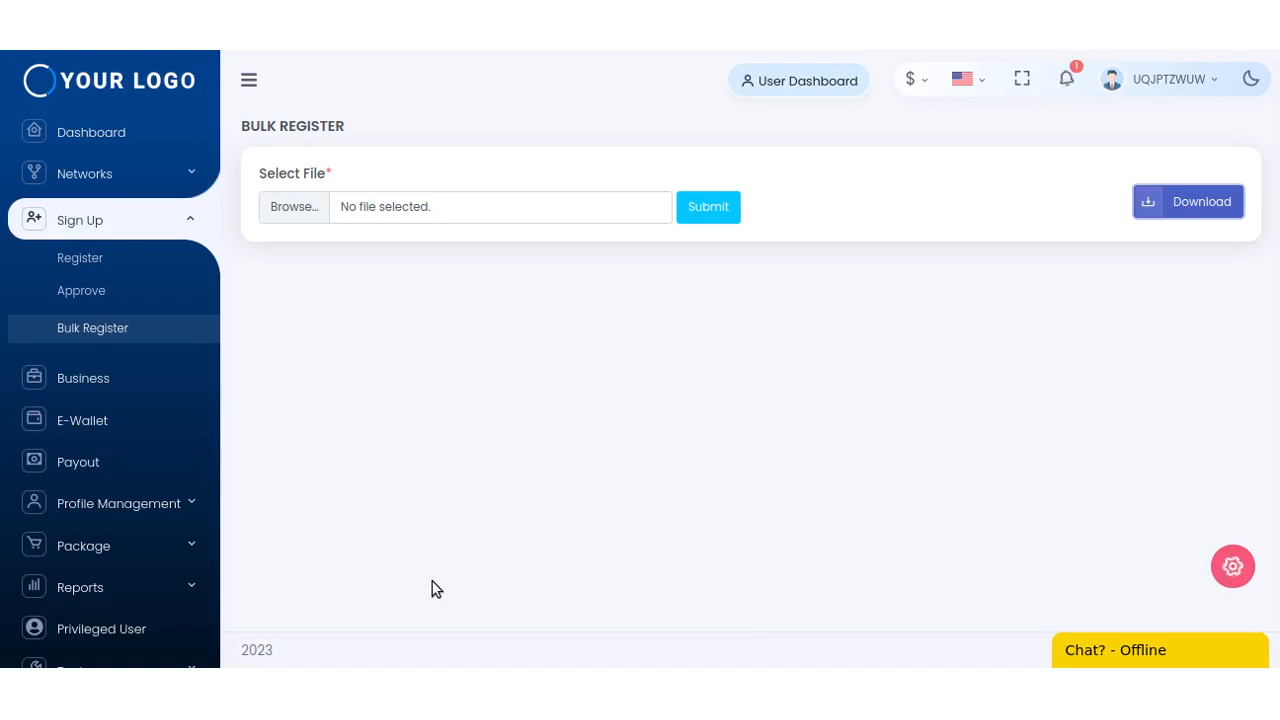 YOUR LOGO
User Dashboard
$
1
UQJPTZWUW
Dashboard
Networks
Sign Up
Register
Approve
Bulk Register
Business
E-Wallet
Payout
Profile Management
Package
Reports
Privileged User
BULK REGISTER
Select File*
Browse... No file selected.
Submit
Download
2023
Chat? - Offline